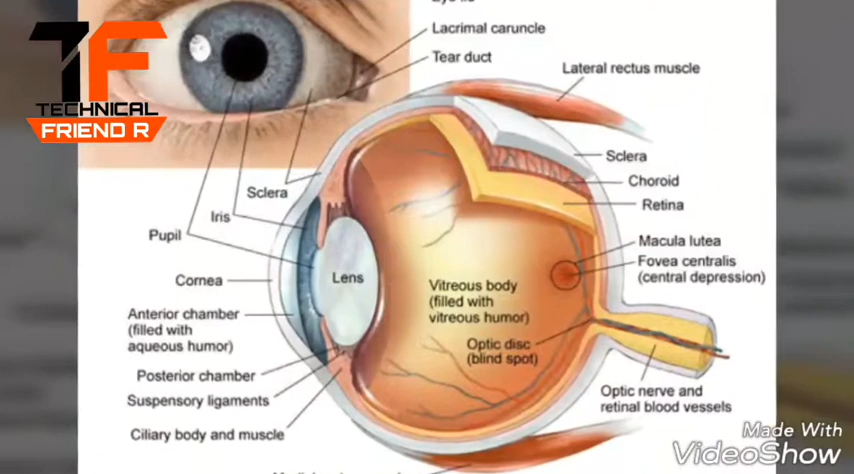 TF
TECHNICAL
FRIEND R
Lacrimal caruncle
Tear duct
Lateral rectus muscle
Sclera
Choroid
Retina
Macula lutea
Fovea centralis
(central depression)
Sclera
Iris
Pupil
Cornea
Lens
Anterior chamber
(filled with
aqueous humor)
Vitreous body
(filled with
vitreous humor)
Optic disc
(blind spot)
Posterior chamber
Suspensory ligaments
Ciliary body and muscle
Optic nerve and
retinal blood vessels
Made With
VideoShow